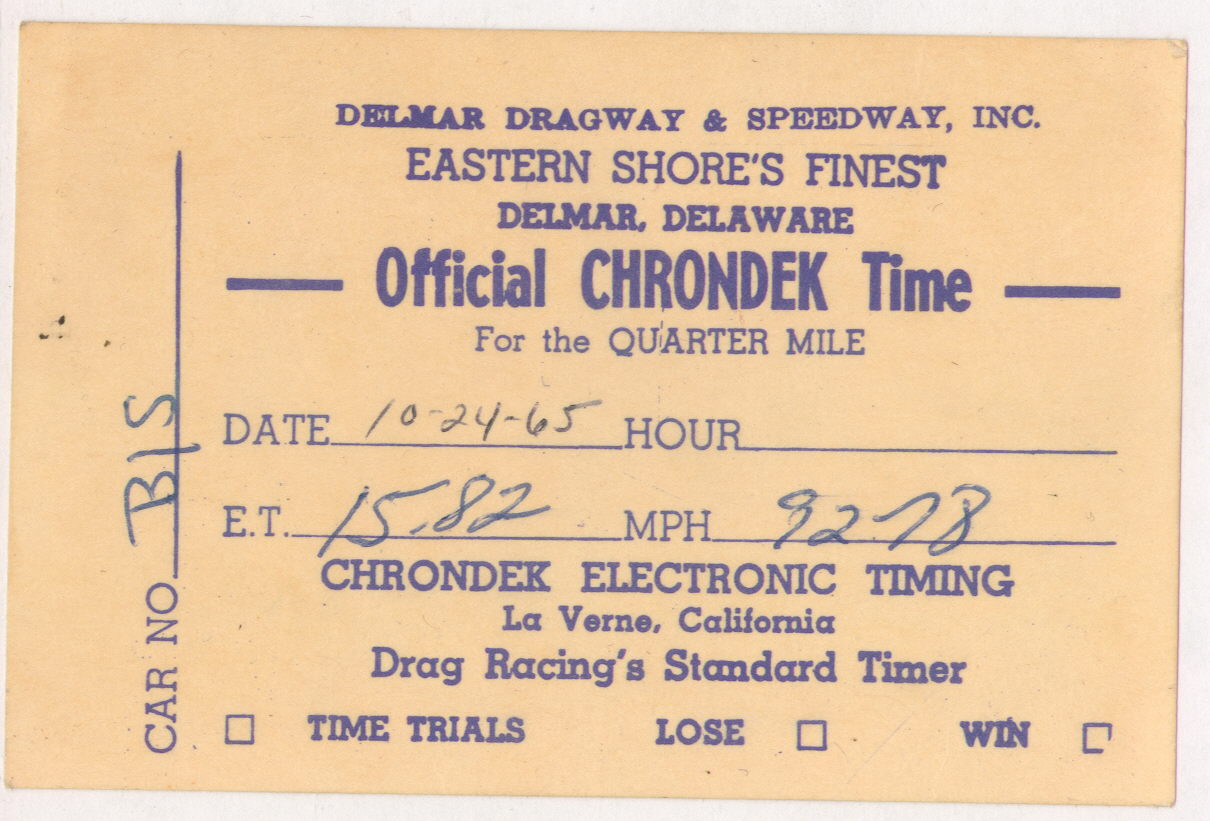 DELMAR DRAGWAY & SPEEDWAY, INC.
EASTERN SHORE'S FINEST
DELMAR, DELAWARE
Official CHRONDEK Time
For the QUARTER MILE
DATE 10-24-65 HOUR
E.T. 15.82 MPH 92.78
CHRONDEK ELECTRONIC TIMING
La Verne, California
Drag Racing's Standard Timer
TIME TRIALS LOSE WIN
CAR NO. B/S